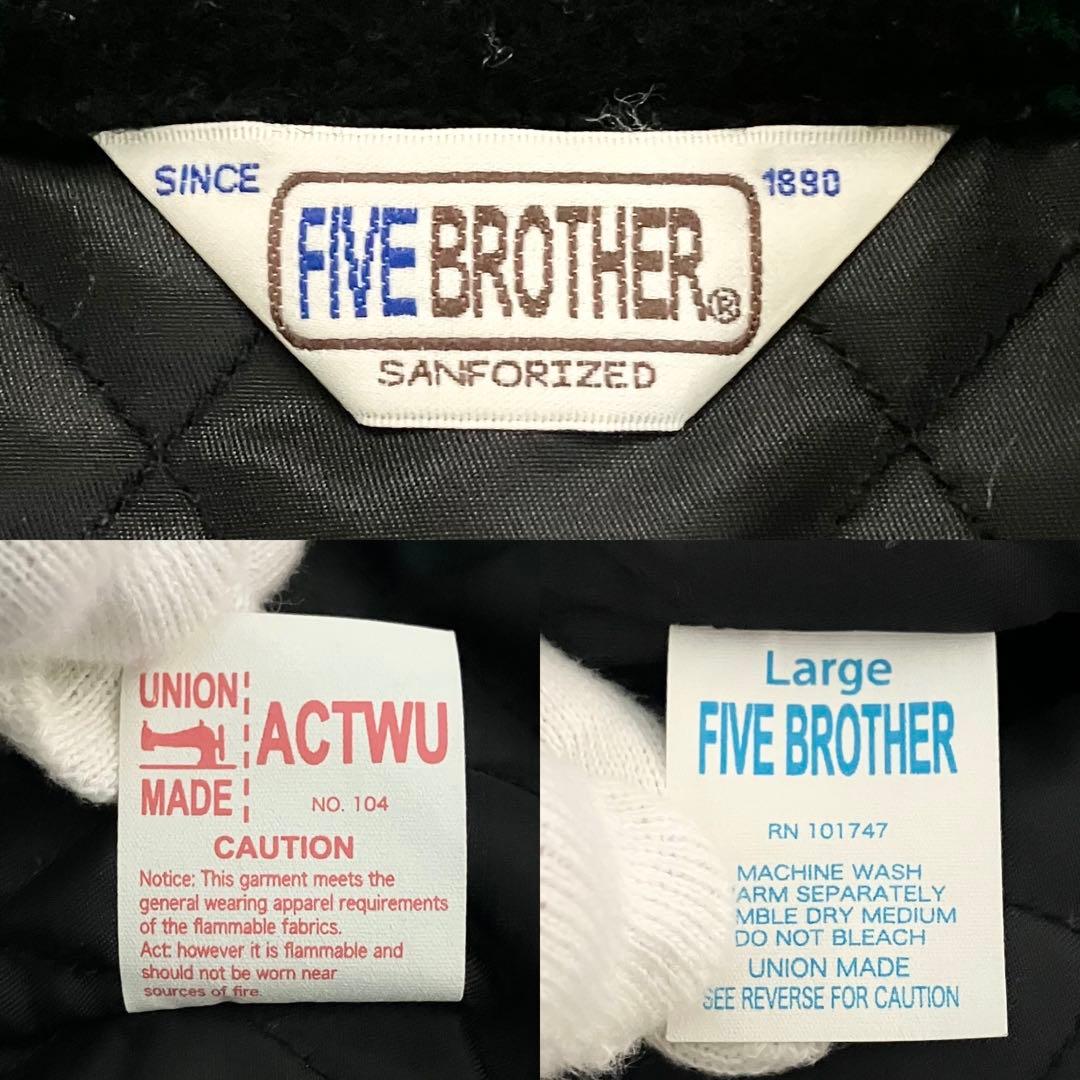 SINCE 1890
FIVE BROTHER®
SANFORIZED
UNION
MADE
ACTWU
NO. 104
CAUTION
Notice: This garment meets the
general wearing apparel requirements
of the flammable fabrics.
Act: however it is flammable and
should not be worn near
sources of fire.
Large
FIVE BROTHER
RN 101747
MACHINE WASH
ARM SEPARATELY
MBLE DRY MEDIUM
DO NOT BLEACH
UNION MADE
SEE REVERSE FOR CAUTION